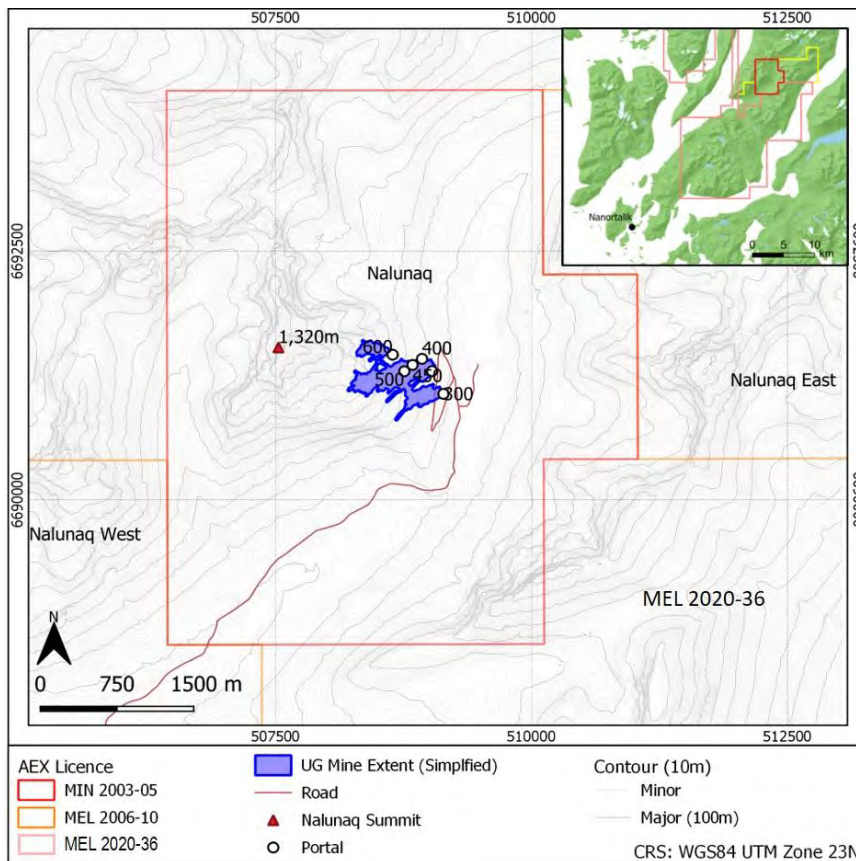 507500
510000
512500
Nanortalik
0 5 10
km
6692500
6692500
Nalunaq
1,320m
600
400
500
450
300
Nalunaq East
6690000
6690000
Nalunaq West
MEL 2020-36
N
0 750 1500 m
507500
510000
512500
AEX Licence
MIN 2003-05
MEL 2006-10
MEL 2020-36
UG Mine Extent (Simplfied)
Road
Nalunaq Summit
Portal
Contour (10m)
Minor
Major (100m)
CRS: WGS84 UTM Zone 23N